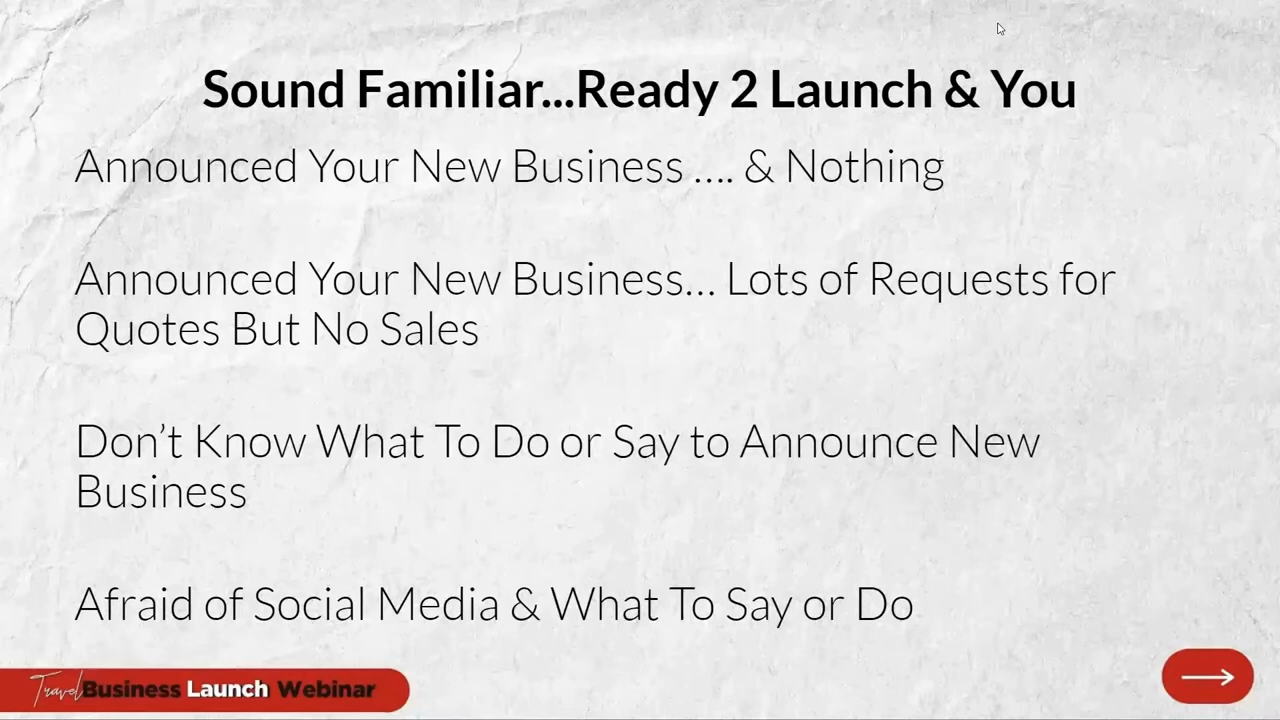 Sound Familiar...Ready 2 Launch & You
Announced Your New Business .... & Nothing
Announced Your New Business... Lots of Requests for
Quotes But No Sales
Don’t Know What To Do or Say to Announce New
Business
Afraid of Social Media & What To Say or Do
Travel Business Launch Webinar